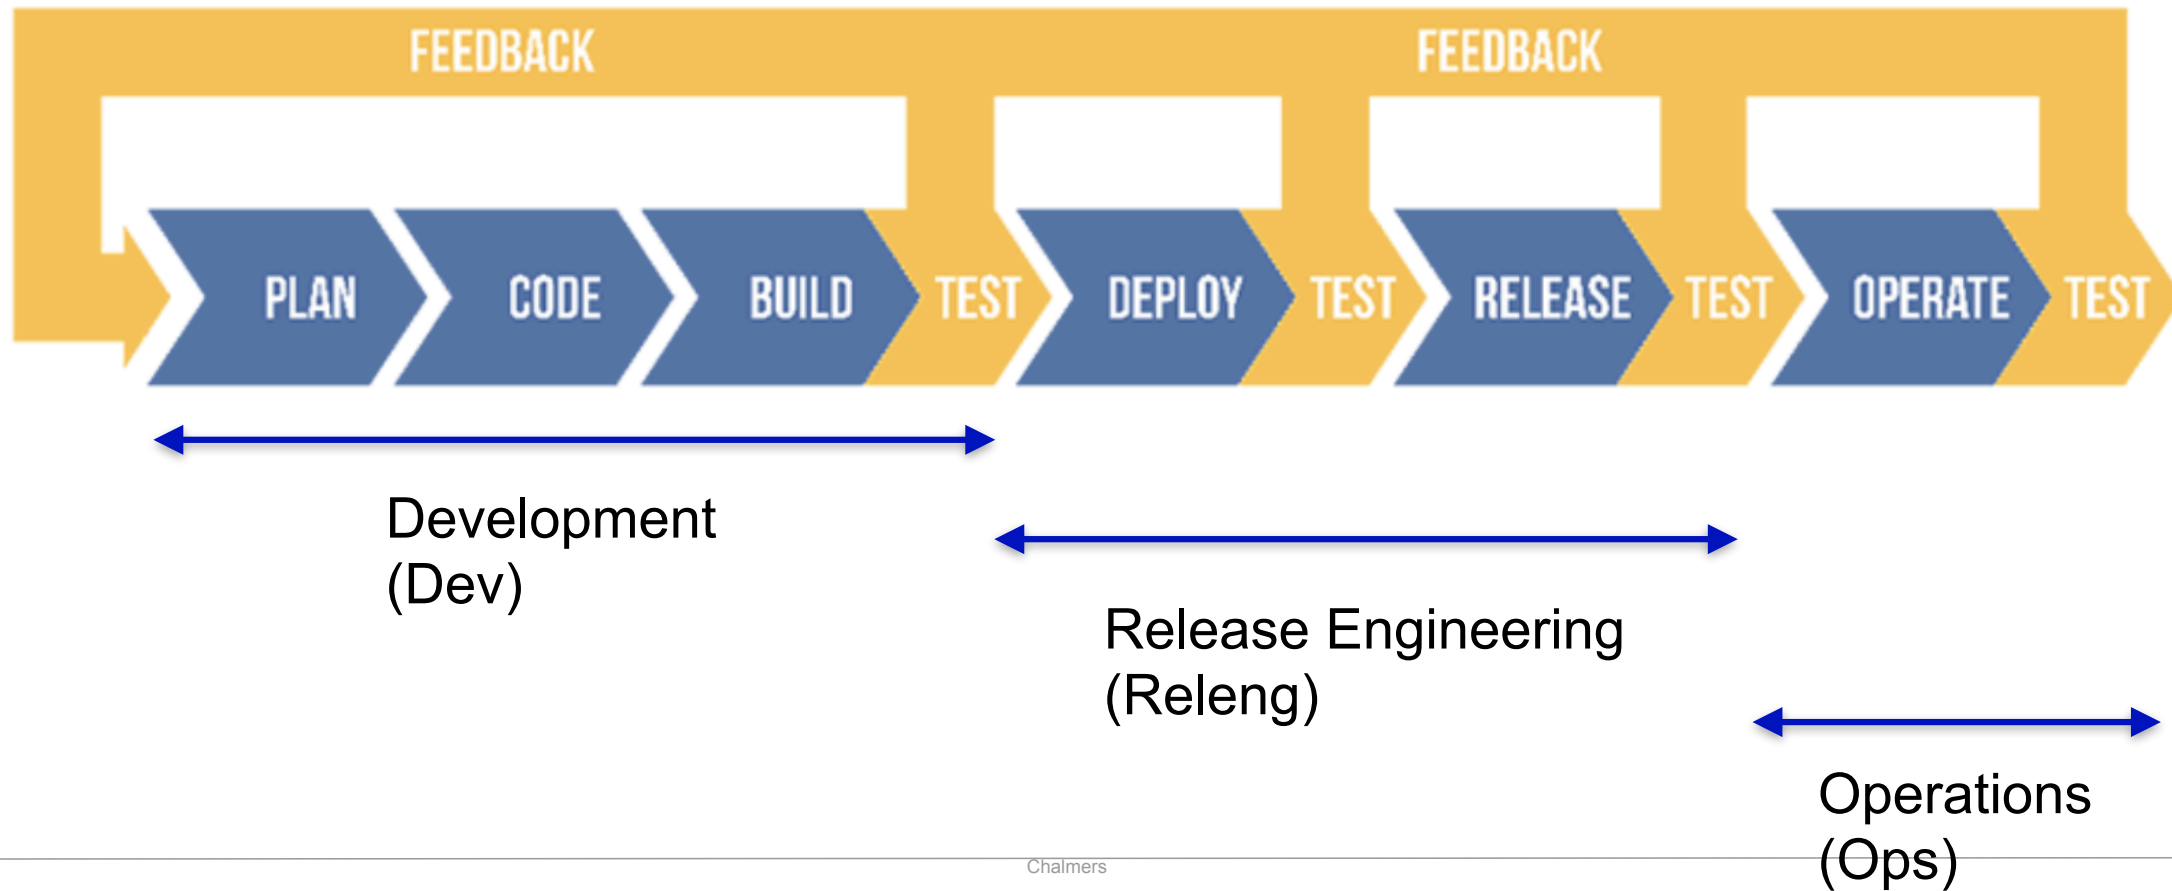 FEEDBACK FEEDBACK
PLAN CODE BUILD TEST DEPLOY TEST RELEASE TEST OPERATE TEST
Development
(Dev)
Release Engineering
(Releng)
Operations
(Ops)
Chalmers